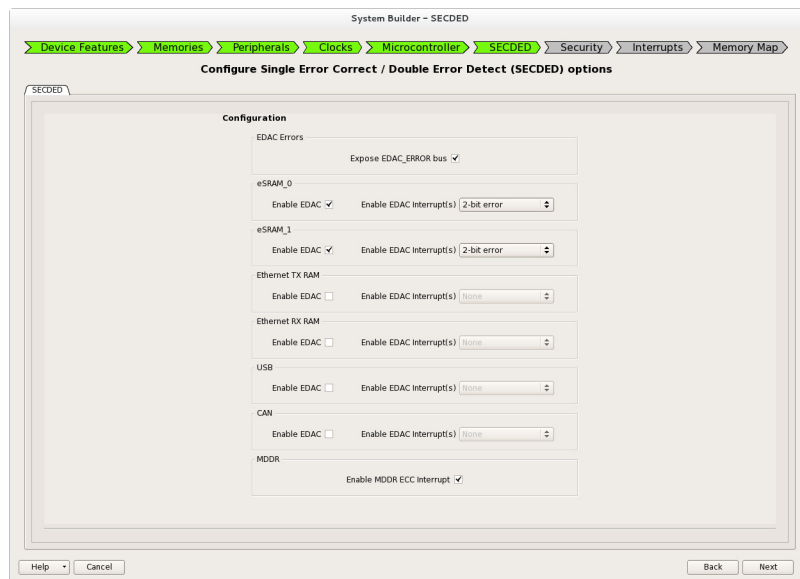 System Builder – SECDED
Device Features Memories Peripherals Clocks Microcontroller SECDED Security Interrupts Memory Map
Configure Single Error Correct / Double Error Detect (SECDED) options
SECDED
Configuration
EDAC Errors
Expose EDAC_ERROR bus
eSRAM_0
Enable EDAC Enable EDAC Interrupt(s) 2-bit error
eSRAM_1
Enable EDAC Enable EDAC Interrupt(s) 2-bit error
Ethernet TX RAM
Enable EDAC Enable EDAC Interrupt(s) None
Ethernet RX RAM
Enable EDAC Enable EDAC Interrupt(s) None
USB
Enable EDAC Enable EDAC Interrupt(s) None
CAN
Enable EDAC Enable EDAC Interrupt(s) None
MDDR
Enable MDDR ECC Interrupt
Help Cancel Back Next